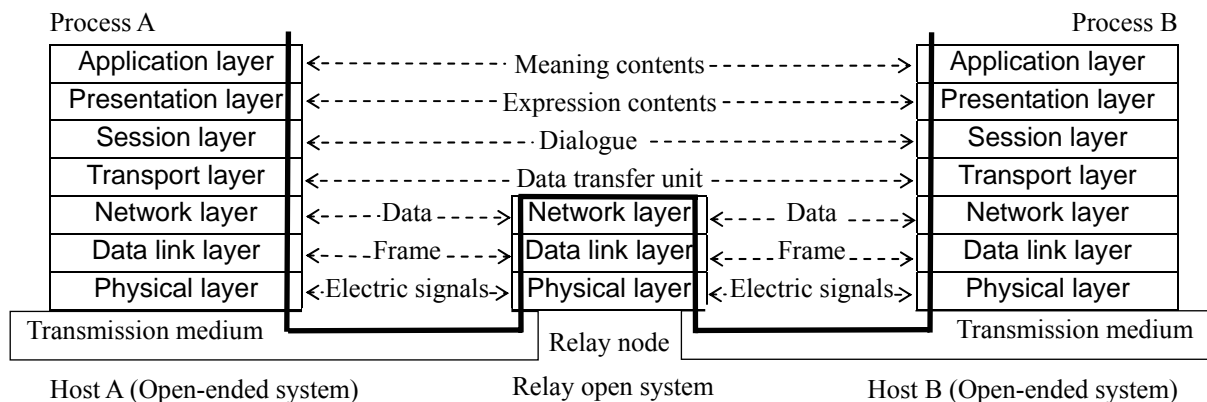 Process A Process B
Application layer Meaning contents Application layer
Presentation layer Expression contents Presentation layer
Session layer Dialogue Session layer
Transport layer Data transfer unit Transport layer
Network layer Data Network layer Data Network layer
Data link layer Frame Data link layer Frame Data link layer
Physical layer Electric signals Physical layer Electric signals Physical layer
Transmission medium Relay node Transmission medium
Host A (Open-ended system) Relay open system Host B (Open-ended system)